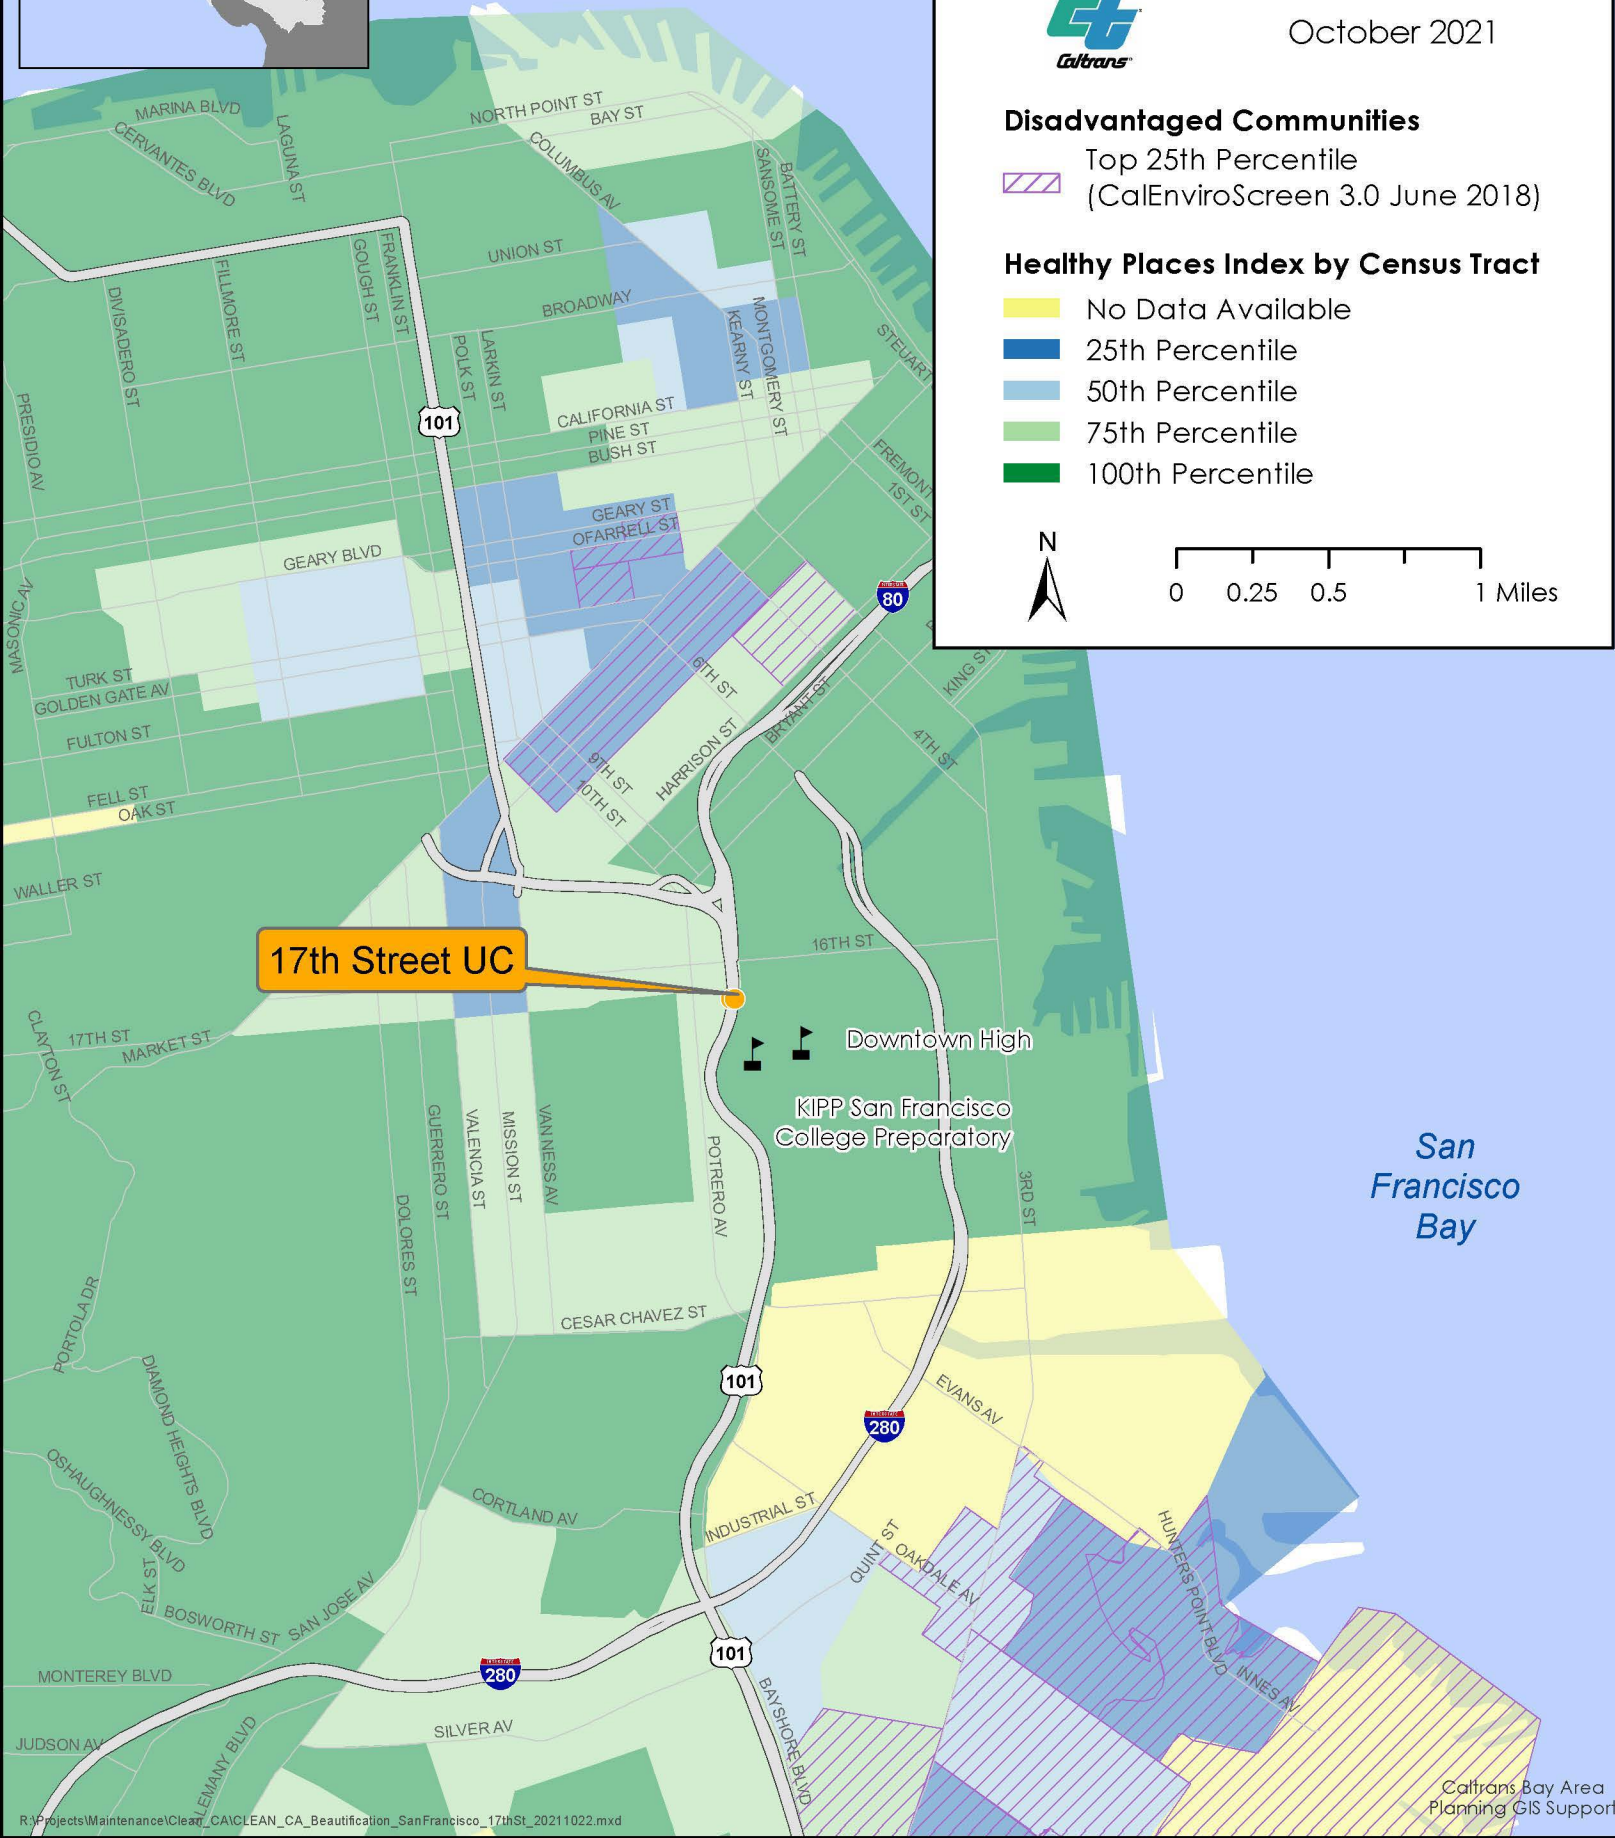 Caltrans
October 2021
Disadvantaged Communities
Top 25th Percentile
(CalEnviroScreen 3.0 June 2018)
Healthy Places Index by Census Tract
No Data Available
25th Percentile
50th Percentile
75th Percentile
100th Percentile
N
0 0.25 0.5 1 Miles
MARINA BLVD
CERVANTES BLVD
LAGUNA ST
NORTH POINT ST
BAY ST
COLUMBUS AV
SANSOME ST
BATTERY ST
UNION ST
GOUGH ST
FRANKLIN ST
FILLMORE ST
DIVISADERO ST
BROADWAY
POLK ST
LARKIN ST
KEARNY ST
MONTGOMERY ST
STEUART
PRESIDIO AV
101
CALIFORNIA ST
PINE ST
BUSH ST
FREMONT
1ST ST
GEARY ST
OFARRELL ST
GEARY BLVD
MASONIC AV
80
TURK ST
GOLDEN GATE AV
FULTON ST
6TH ST
KING ST
BRYANT ST
HARRISON ST
4TH ST
9TH ST
10TH ST
FELL ST
OAK ST
WALLER ST
17th Street UC
16TH ST
17TH ST
MARKET ST
CLAYTON ST
Downtown High
KIPP San Francisco
College Preparatory
GUERRERO ST
VALENCIA ST
MISSION ST
VAN NESS AV
POTRERO AV
DOLORES ST
3RD ST
San
Francisco
Bay
PORTOLA DR
CESAR CHAVEZ ST
DIAMOND HEIGHTS BLVD
101
EVANS AV
INTERSTATE
280
OSHAUGHNESSY BLVD
CORTLAND AV
INDUSTRIAL ST
QUINT ST
OAKDALE AV
HUNTERS POINT BLVD
ELK ST
BOSWORTH ST
SAN JOSE AV
MONTEREY BLVD
INTERSTATE
280
101
INNES AV
BAYSHORE BLVD
SILVER AV
JUDSON AV
ALEMANY BLVD
Caltrans Bay Area
Planning GIS Support
R:\Projects\Maintenance\Clean_CA\CLEAN_CA_Beautification_SanFrancisco_17thSt_20211022.mxd